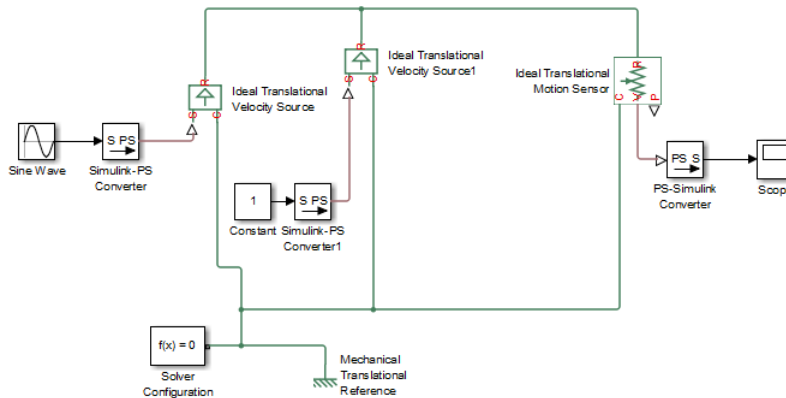 R
Ideal Translational
Velocity Source1
S
C
Ideal Translational
Motion Sensor
R
C
V
P
R
Ideal Translational
Velocity Source
S
C
Sine Wave
S PS
Simulink-PS
Converter
1
Constant
S PS
Simulink-PS
Converter1
PS S
PS-Simulink
Converter
Scop
f(x) = 0
Solver
Configuration
Mechanical
Translational
Reference